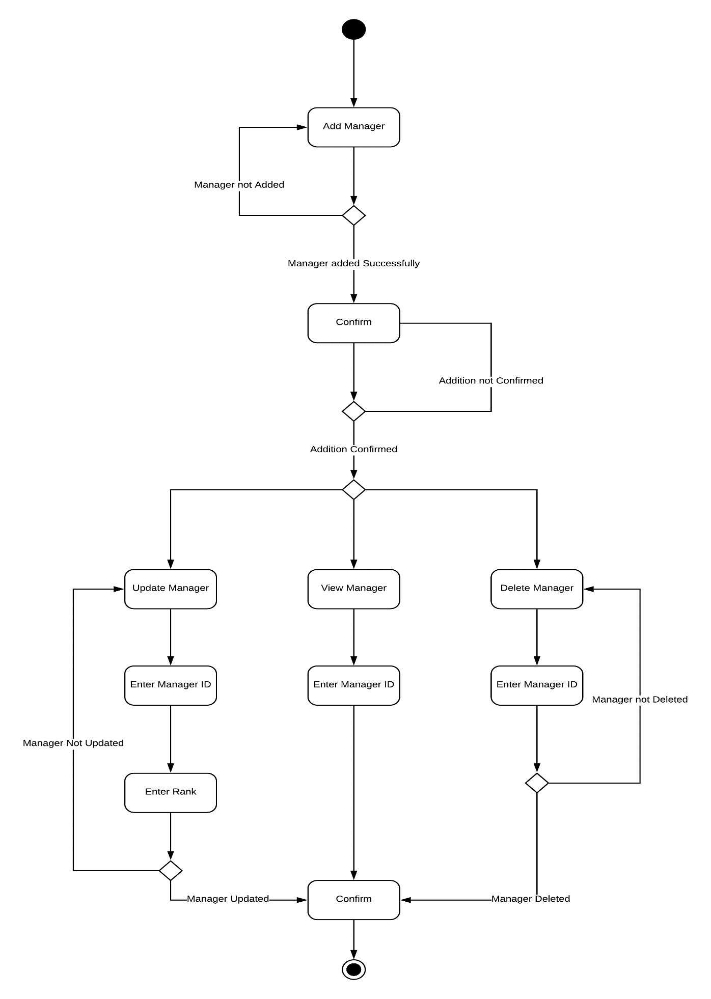 Add Manager
Manager not Added
Manager added Successfully
Confirm
Addition not Confirmed
Addition Confirmed
Update Manager
View Manager
Delete Manager
Enter Manager ID
Enter Manager ID
Enter Manager ID
Manager not Deleted
Manager Not Updated
Enter Rank
Manager Updated
Confirm
Manager Deleted